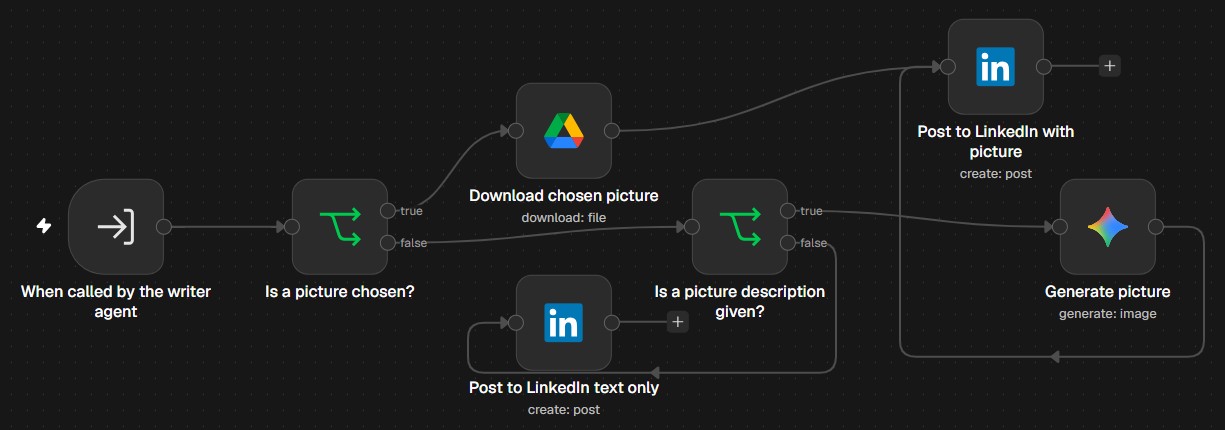 When called by the writer
agent
Is a picture chosen?
true
false
Download chosen picture
download: file
Is a picture description
given?
true
false
in
Post to LinkedIn text only
create: post
in
Post to LinkedIn with
picture
create: post
Generate picture
generate: image